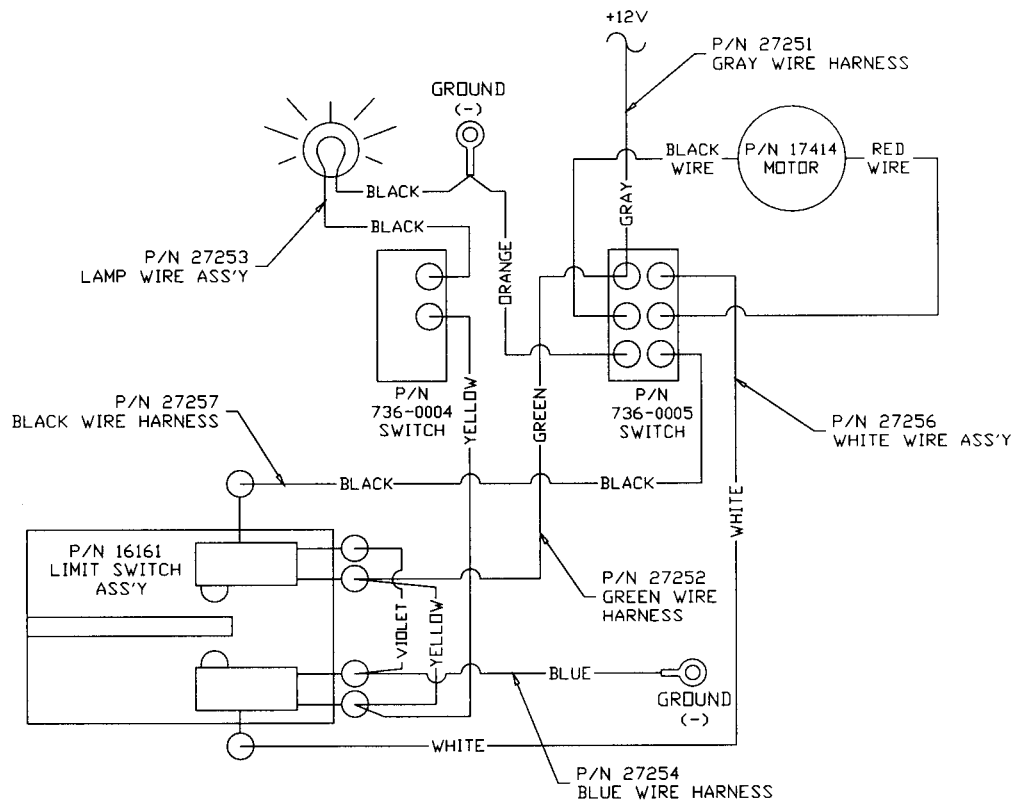 +12V
P/N 27251
GRAY WIRE HARNESS
GROUND
(-)
BLACK
WIRE
P/N 17414
MOTOR
RED
WIRE
BLACK
GRAY
BLACK
P/N 27253
LAMP WIRE ASS'Y
ORANGE
P/N
736-0004
SWITCH
YELLOW
GREEN
P/N
736-0005
SWITCH
P/N 27257
BLACK WIRE HARNESS
P/N 27256
WHITE WIRE ASS'Y
BLACK
BLACK
WHITE
P/N 16161
LIMIT SWITCH
ASS'Y
VIOLET
YELLOW
P/N 27252
GREEN WIRE
HARNESS
BLUE
GROUND
(-)
WHITE
P/N 27254
BLUE WIRE HARNESS